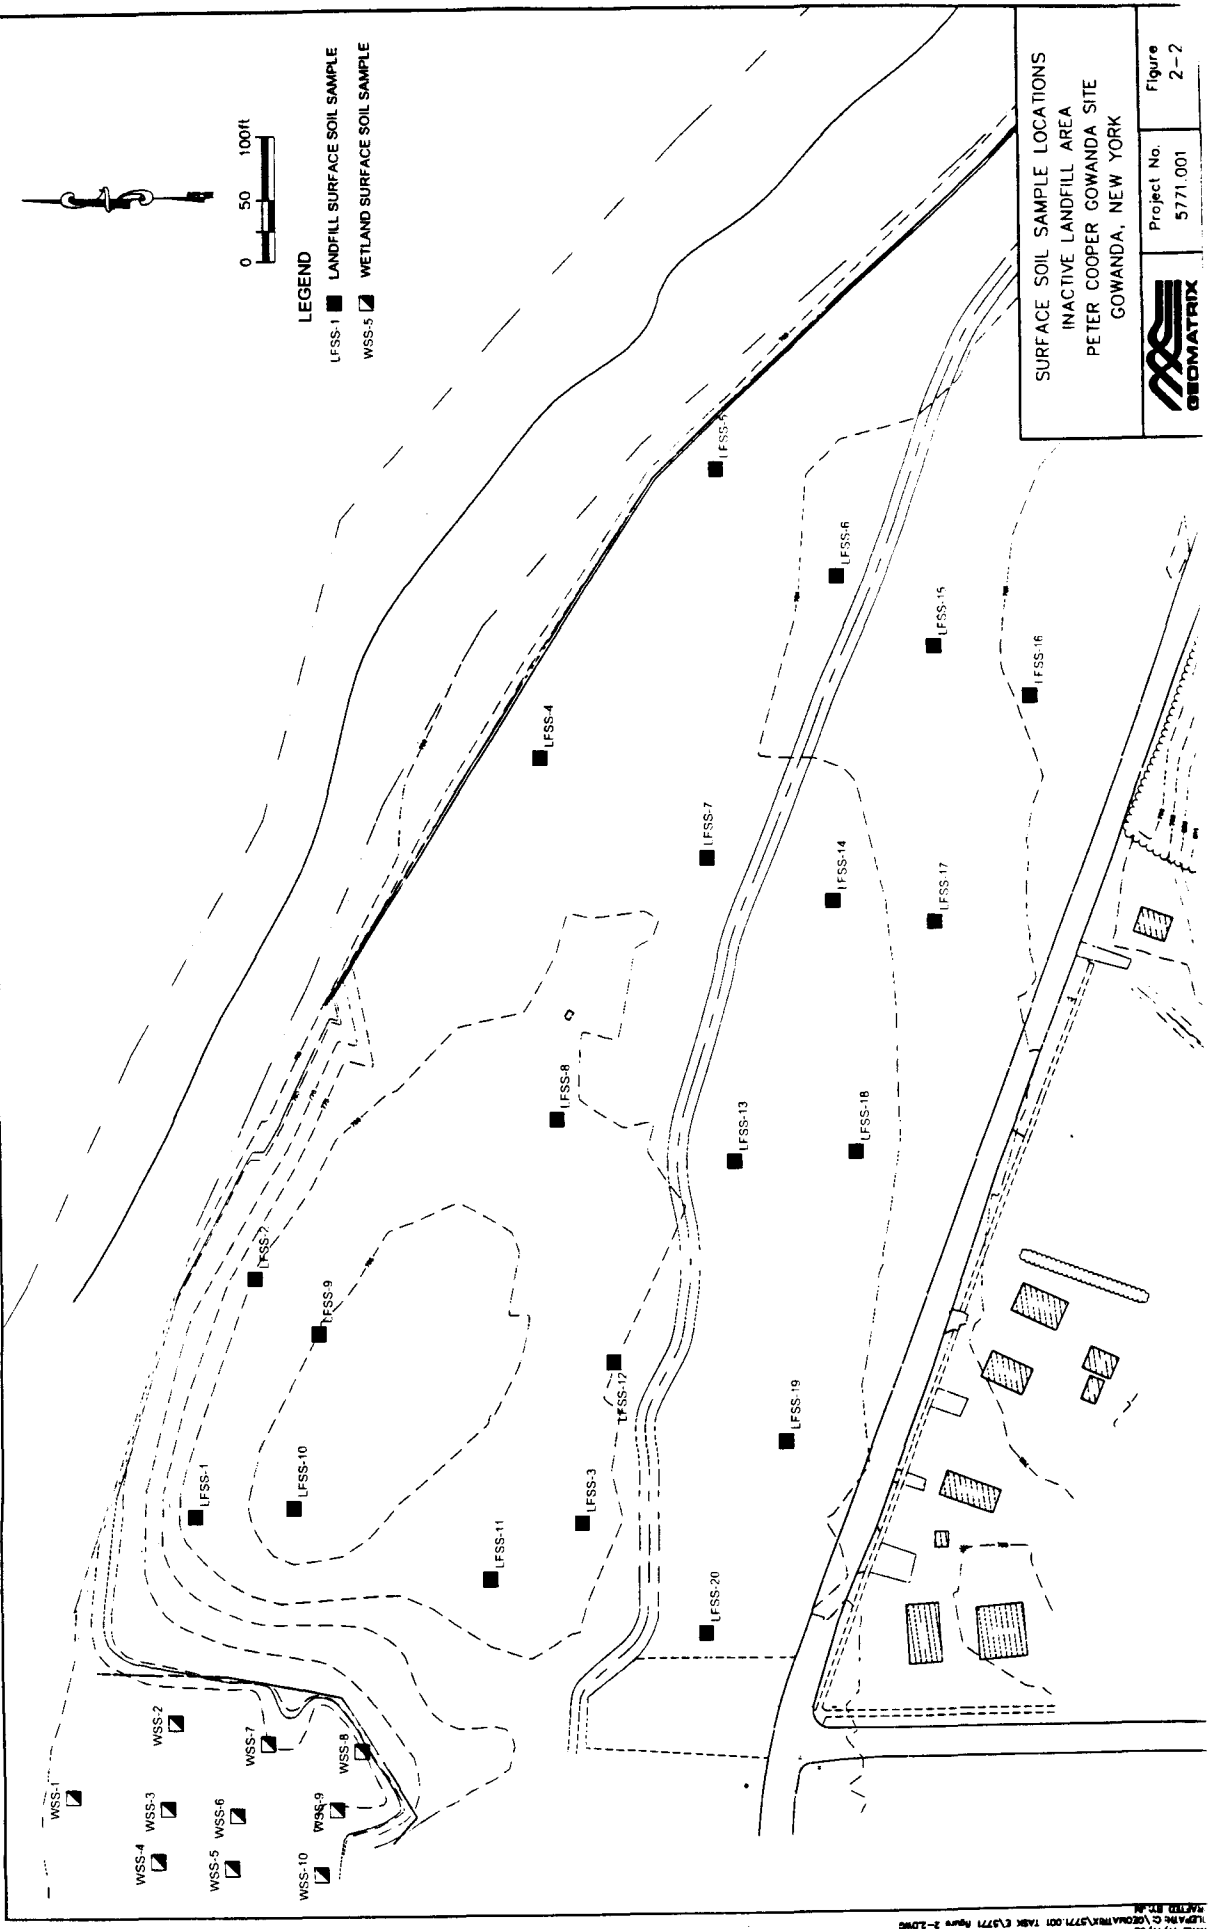 0 50 100ft
LEGEND
LFSS-1 LANDFILL SURFACE SOIL SAMPLE
WSS-5 WETLAND SURFACE SOIL SAMPLE
WSS-1
WSS-2
WSS-3
WSS-4
WSS-5
WSS-6
WSS-7
WSS-8
WSS-9
WSS-10
LFSS-1
LFSS-2
LFSS-9
LFSS-10
LFSS-11
LFSS-3
LFSS-12
LFSS-8
LFSS-4
LFSS-5
LFSS-7
LFSS-6
LFSS-15
LFSS-16
LFSS-14
LFSS-17
LFSS-13
LFSS-18
LFSS-19
LFSS-20
SURFACE SOIL SAMPLE LOCATIONS
INACTIVE LANDFILL AREA
PETER COOPER GOWANDA SITE
GOWANDA, NEW YORK
GEOMATRIX
Project No.
5771.001
Figure
2-2